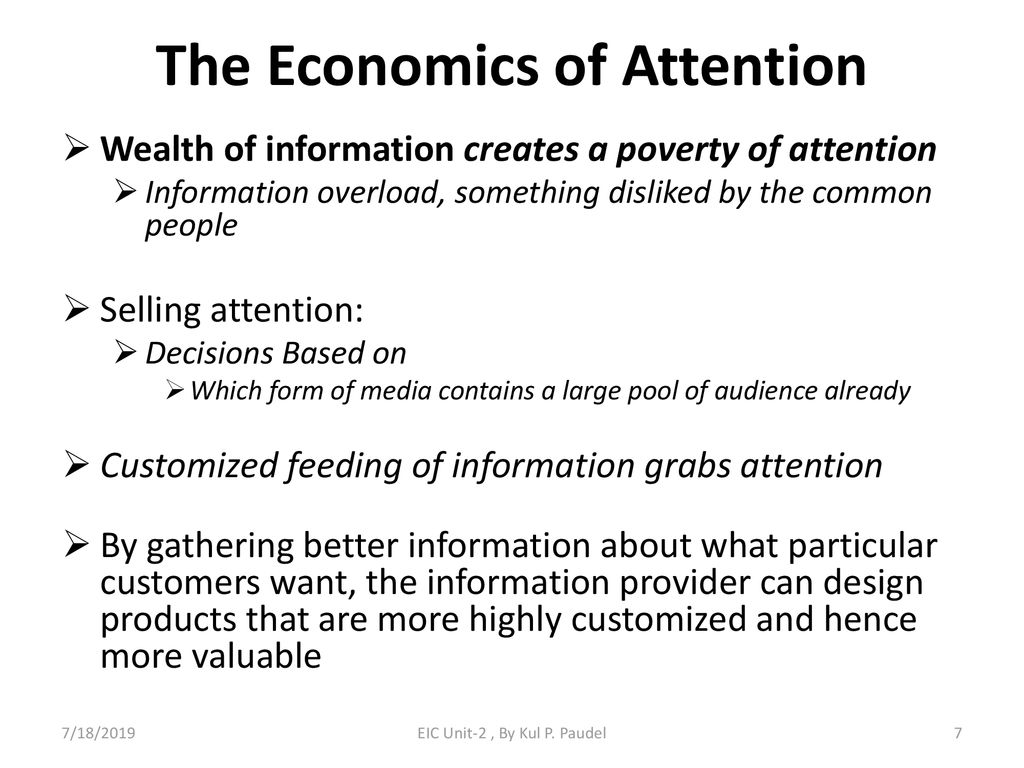 The Economics of Attention
➢ Wealth of information creates a poverty of attention
➢ Information overload, something disliked by the common
people
➢ Selling attention:
➢ Decisions Based on
➢ Which form of media contains a large pool of audience already
➢ Customized feeding of information grabs attention
➢ By gathering better information about what particular
customers want, the information provider can design
products that are more highly customized and hence
more valuable
7/18/2019
EIC Unit-2 , By Kul P. Paudel
7